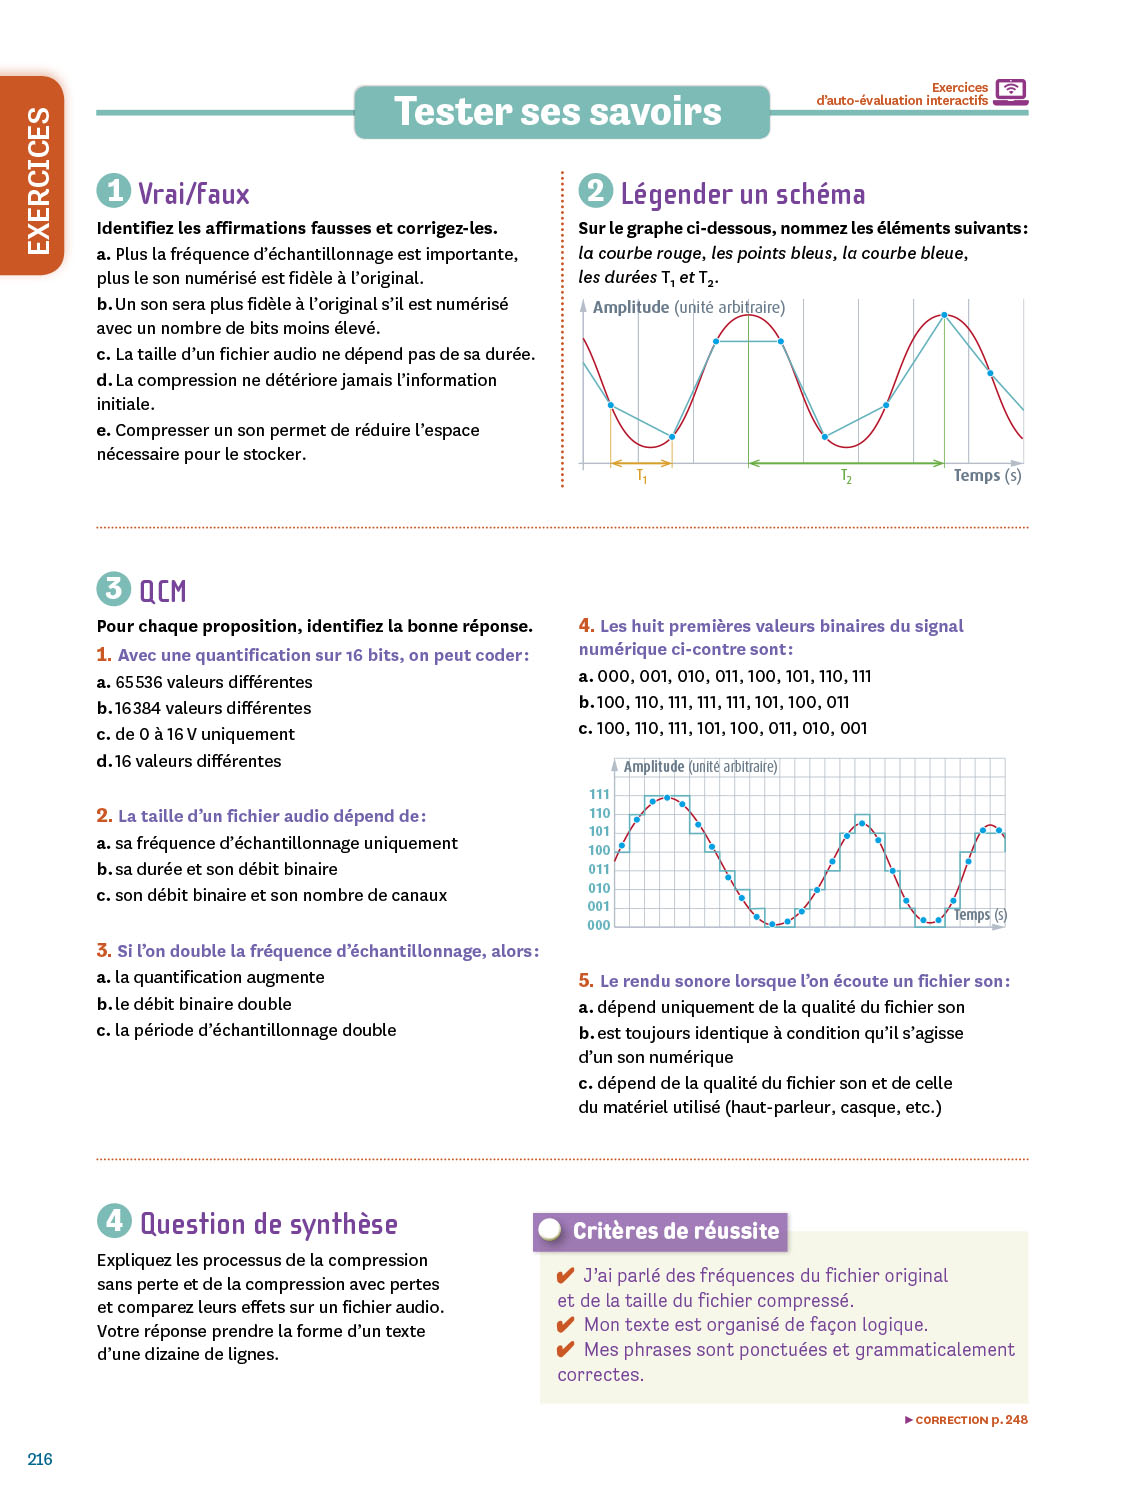 EXERCICES
Exercices
d'auto-évaluation interactifs
Tester ses savoirs
1 Vrai/Faux
Identifiez les affirmations fausses et corrigez-les.
a. Plus la fréquence d'échantillonnage est importante,
plus le son numérisé est fidèle à l'original.
b. Un son sera plus fidèle à l'original s'il est numérisé
avec un nombre de bits moins élevé.
c. La taille d'un fichier audio ne dépend pas de sa durée.
d. La compression ne détériore jamais l'information
initiale.
e. Compresser un son permet de réduire l'espace
nécessaire pour le stocker.
2 Légender un schéma
Sur le graphe ci-dessous, nommez les éléments suivants :
la courbe rouge, les points bleus, la courbe bleue,
les durées T1 et T2.
Amplitude (unité arbitraire)
T1
T2
Temps (s)
3 QCM
Pour chaque proposition, identifiez la bonne réponse.
1. Avec une quantification sur 16 bits, on peut coder :
a. 65 536 valeurs différentes
b. 16 384 valeurs différentes
c. de 0 à 16 V uniquement
d. 16 valeurs différentes
2. La taille d'un fichier audio dépend de :
a. sa fréquence d'échantillonnage uniquement
b. sa durée et son débit binaire
c. son débit binaire et son nombre de canaux
3. Si l'on double la fréquence d'échantillonnage, alors :
a. la quantification augmente
b. le débit binaire double
c. la période d'échantillonnage double
4. Les huit premières valeurs binaires du signal
numérique ci-contre sont :
a. 000, 001, 010, 011, 100, 101, 110, 111
b. 100, 110, 111, 111, 111, 101, 100, 011
c. 100, 110, 111, 101, 100, 011, 010, 001
Amplitude (unité arbitraire)
111
110
101
100
011
010
001
000
Temps (s)
5. Le rendu sonore lorsque l'on écoute un fichier son :
a. dépend uniquement de la qualité du fichier son
b. est toujours identique à condition qu'il s'agisse
d'un son numérique
c. dépend de la qualité du fichier son et de celle
du matériel utilisé (haut-parleur, casque, etc.)
4 Question de synthèse
Expliquez les processus de la compression
sans perte et de la compression avec pertes
et comparez leurs effets sur un fichier audio.
Votre réponse prendre la forme d'un texte
d'une dizaine de lignes.
Critères de réussite
✔ J'ai parlé des fréquences du fichier original
et de la taille du fichier compressé.
✔ Mon texte est organisé de façon logique.
✔ Mes phrases sont ponctuées et grammaticalement
correctes.
▶ CORRECTION p. 248
216